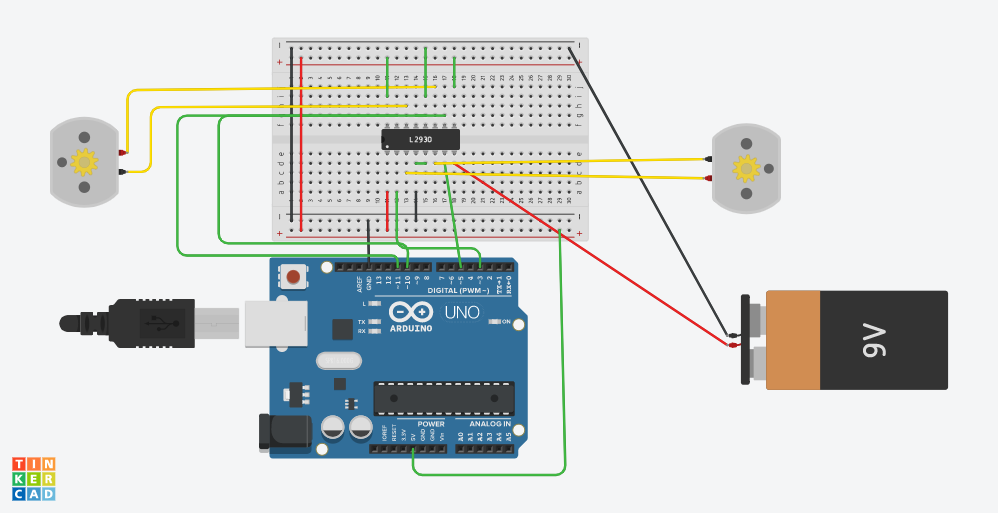 L293D
AREF
GND
13
12
~11
~10
~9
8
7
~6
~5
4
~3
2
TX→1
RX←0
DIGITAL (PWM~)
L
TX
RX
UNO
ARDUINO
ON
9V
POWER
ANALOG IN
IOREF
RESET
3.3V
5V
GND
GND
Vin
A0
A1
A2
A3
A4
A5
TIN
KER
CAD